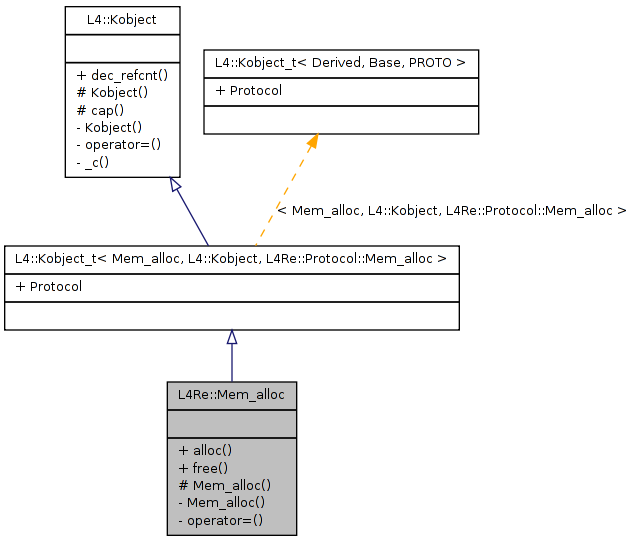 L4::Kobject
+ dec_refcnt()
# Kobject()
# cap()
- Kobject()
- operator=()
- _c()
L4::Kobject_t< Derived, Base, PROTO >
+ Protocol
< Mem_alloc, L4::Kobject, L4Re::Protocol::Mem_alloc >
L4::Kobject_t< Mem_alloc, L4::Kobject, L4Re::Protocol::Mem_alloc >
+ Protocol
L4Re::Mem_alloc
+ alloc()
+ free()
# Mem_alloc()
- Mem_alloc()
- operator=()